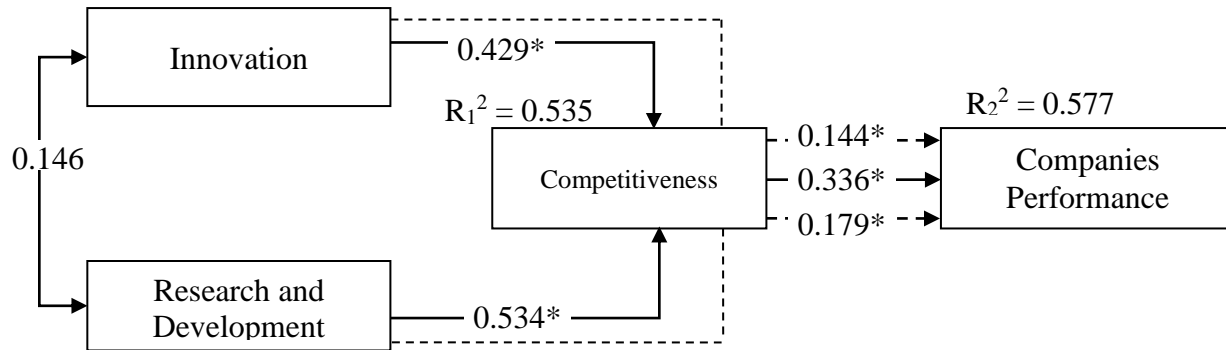 Innovation
0.429*
R₁² = 0.535
R₂² = 0.577
0.146
Competitiveness
0.144*
0.336*
0.179*
Companies
Performance
Research and
Development
0.534*